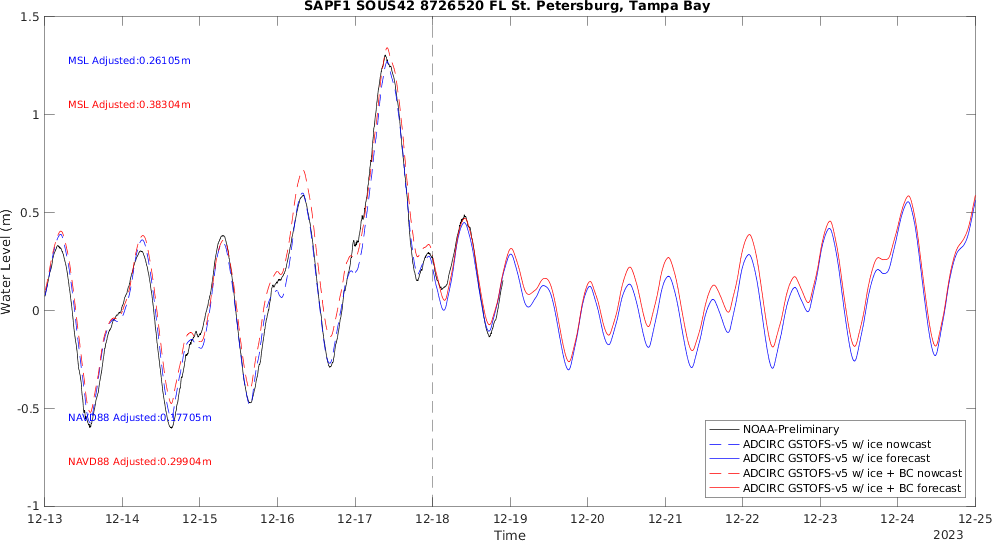 SAPF1 SOUS42 8726520 FL St. Petersburg, Tampa Bay
1.5
MSL Adjusted:0.26105m
MSL Adjusted:0.38304m
1
0.5
Water Level (m)
0
-0.5
NAVD88 Adjusted:0.17705m
NAVD88 Adjusted:0.29904m
-1
NOAA-Preliminary
ADCIRC GSTOFS-v5 w/ ice nowcast
ADCIRC GSTOFS-v5 w/ ice forecast
ADCIRC GSTOFS-v5 w/ ice + BC nowcast
ADCIRC GSTOFS-v5 w/ ice + BC forecast
12-13 12-14 12-15 12-16 12-17 12-18 12-19 12-20 12-21 12-22 12-23 12-24 12-25
Time
2023